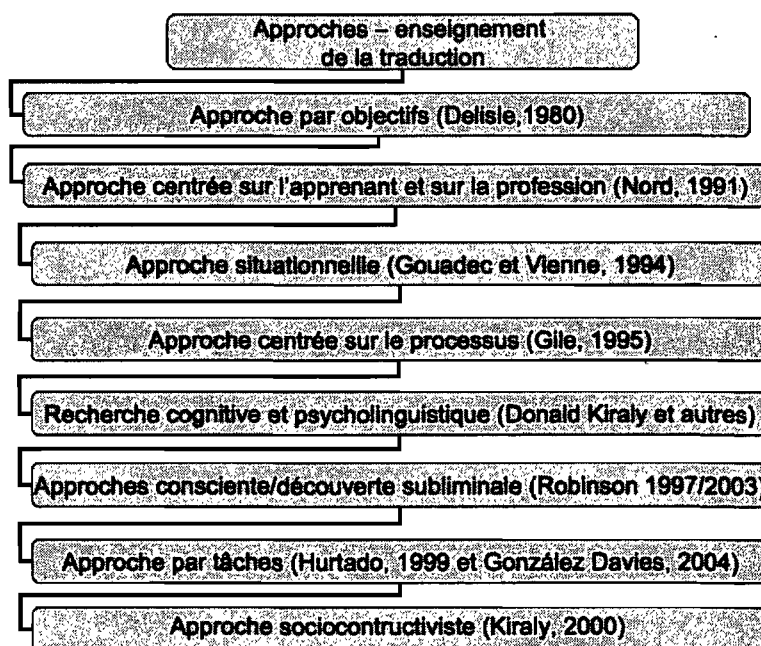 Approches – enseignement
de la traduction
Approche par objectifs (Delisle,1980)
Approche centrée sur l'apprenant et sur la profession (Nord, 1991)
Approche situationnellle (Gouadec et Vienne, 1994)
Approche centrée sur le processus (Gile, 1995)
Recherche cognitive et psycholinguistique (Donald Kiraly et autres)
Approches consciente/découverte subliminale (Robinson 1997/2003)
Approche par tâches (Hurtado, 1999 et González Davies, 2004)
Approche sociocontructiviste (Kiraly, 2000)